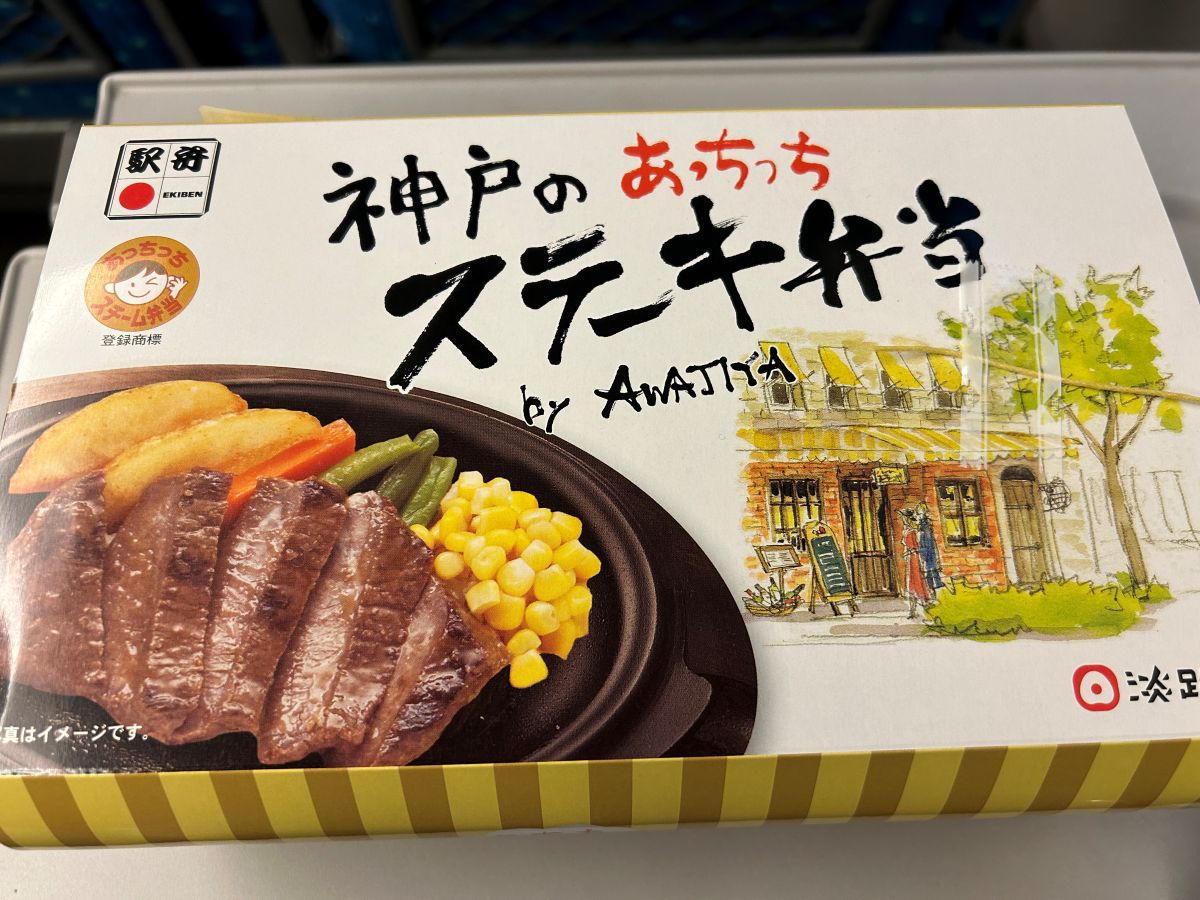 駅弁
EKIBEN
あっちっち
スチーム弁当
登録商標
神戸の あっちっち
ステーキ弁当
by AWAJIYA
真はイメージです。
淡路